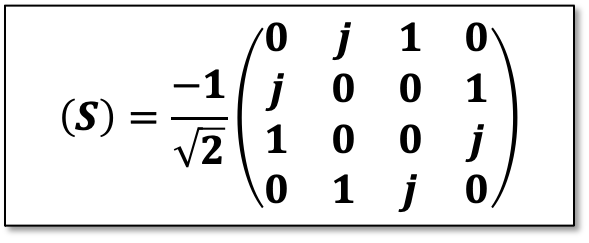 (S) = -1/√2 (0 j 1 0
j 0 0 1
1 0 0 j
0 1 j 0)